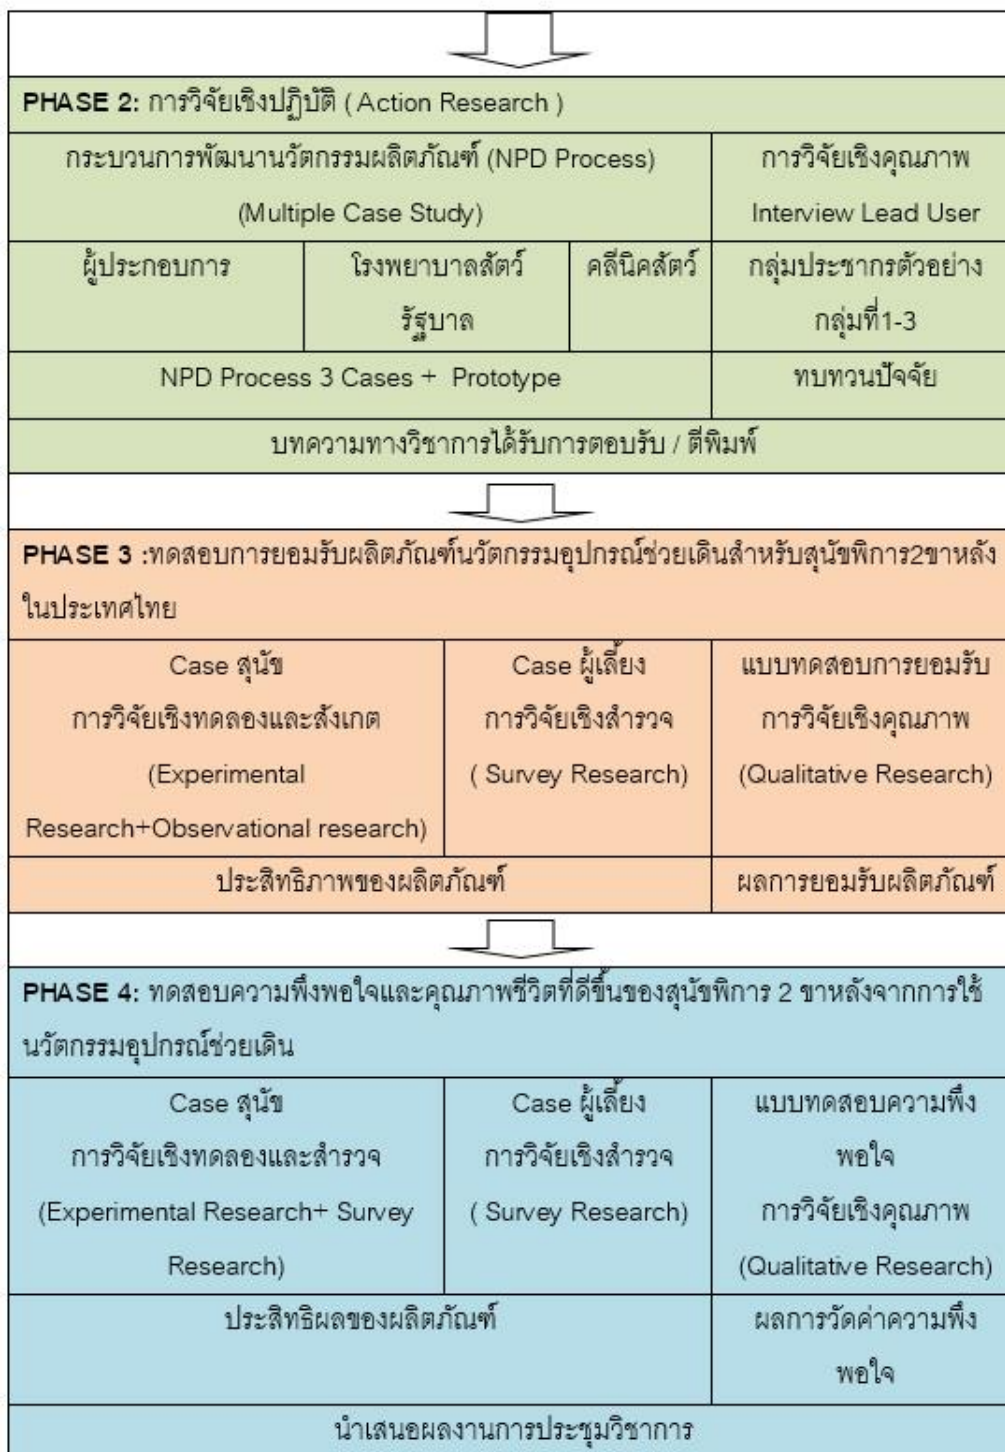 PHASE 2: การวิจัยเชิงปฏิบัติ ( Action Research )
กระบวนการพัฒนานวัตกรรมผลิตภัณฑ์ (NPD Process)
(Multiple Case Study)
การวิจัยเชิงคุณภาพ
Interview Lead User
ผู้ประกอบการ
โรงพยาบาลสัตว์
รัฐบาล
คลีนิคสัตว์
กลุ่มประชากรตัวอย่าง
กลุ่มที่1-3
NPD Process 3 Cases + Prototype
ทบทวนปัจจัย
บทความทางวิชาการได้รับการตอบรับ / ตีพิมพ์
PHASE 3 :ทดสอบการยอมรับผลิตภัณฑ์นวัตกรรมอุปกรณ์ช่วยเดินสำหรับสุนัขพิการ2ขาหลัง
ในประเทศไทย
Case สุนัข
การวิจัยเชิงทดลองและสังเกต
(Experimental
Research+Observational research)
Case ผู้เลี้ยง
การวิจัยเชิงสำรวจ
( Survey Research)
แบบทดสอบการยอมรับ
การวิจัยเชิงคุณภาพ
(Qualitative Research)
ประสิทธิภาพของผลิตภัณฑ์
ผลการยอมรับผลิตภัณฑ์
PHASE 4: ทดสอบความพึงพอใจและคุณภาพชีวิตที่ดีขึ้นของสุนัขพิการ 2 ขาหลังจากการใช้
นวัตกรรมอุปกรณ์ช่วยเดิน
Case สุนัข
การวิจัยเชิงทดลองและสำรวจ
(Experimental Research+ Survey
Research)
Case ผู้เลี้ยง
การวิจัยเชิงสำรวจ
( Survey Research)
แบบทดสอบความพึง
พอใจ
การวิจัยเชิงคุณภาพ
(Qualitative Research)
ประสิทธิผลของผลิตภัณฑ์
ผลการวัดค่าความพึง
พอใจ
นำเสนอผลงานการประชุมวิชาการ